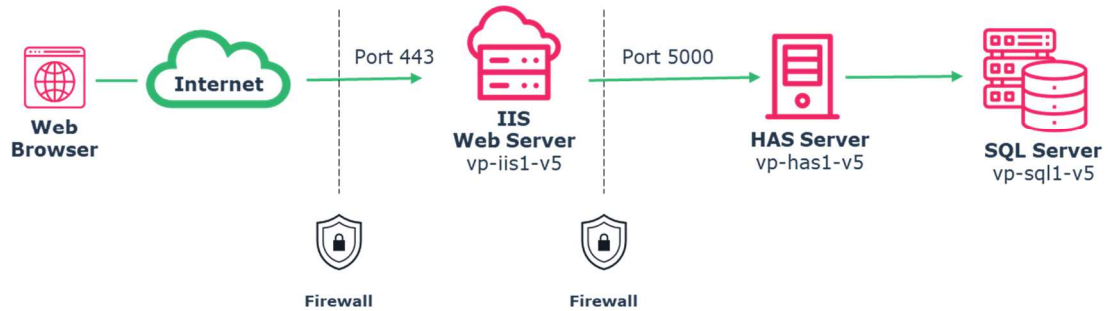 Port 443
Port 5000
Internet
Web
Browser
IIS
Web Server
vp-iis1-v5
HAS Server
vp-has1-v5
SQL Server
vp-sql1-v5
Firewall
Firewall